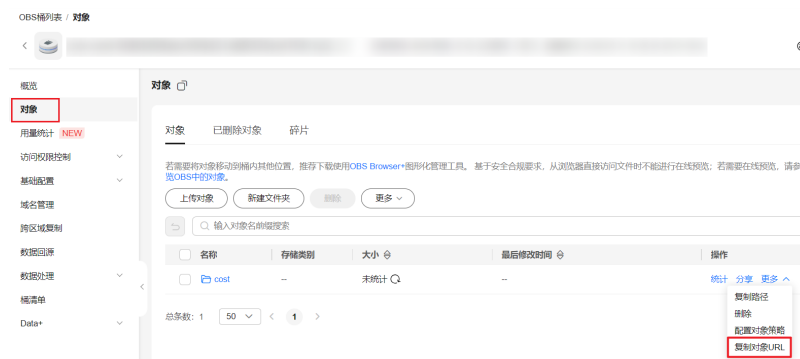 OBS桶列表 / 对象
概览
对象
用量统计 NEW
访问权限控制
基础配置
域名管理
跨区域复制
数据回源
数据处理
桶清单
Data+
对象
对象 已删除对象 碎片
若需要将对象移动到桶内其他位置，推荐下载使用OBS Browser+图形化管理工具。 基于安全合规要求，从浏览器直接访问文件时不能进行在线预览；若需要在线预览，请参
览OBS中的对象。
上传对象 新建文件夹 删除 更多
输入对象名前缀搜索
名称 存储类别 大小 最后修改时间 操作
cost -- 未统计 -- 统计 分享 更多
复制路径
删除
配置对象策略
复制对象URL
总条数：1 50 1